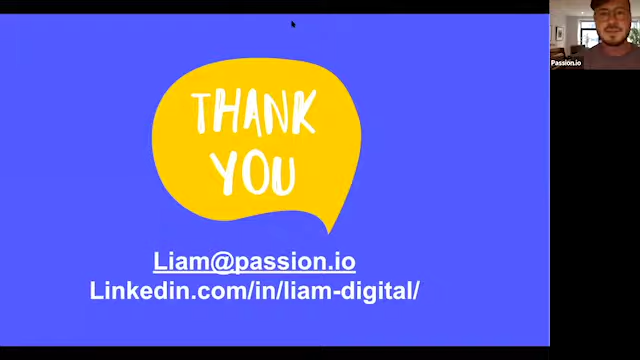 THANK
YOU
Liam@passion.io
Linkedin.com/in/liam-digital/
Passion.io